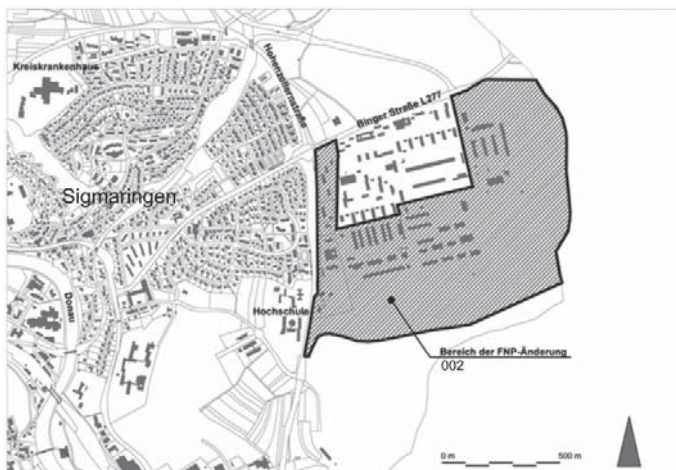 Kreiskrankenhaus
Hohenzollernstraße
Binger Straße L277
Sigmaringen
Donau
Hochschule
Bereich der FNP-Änderung
002
0 m
500 m